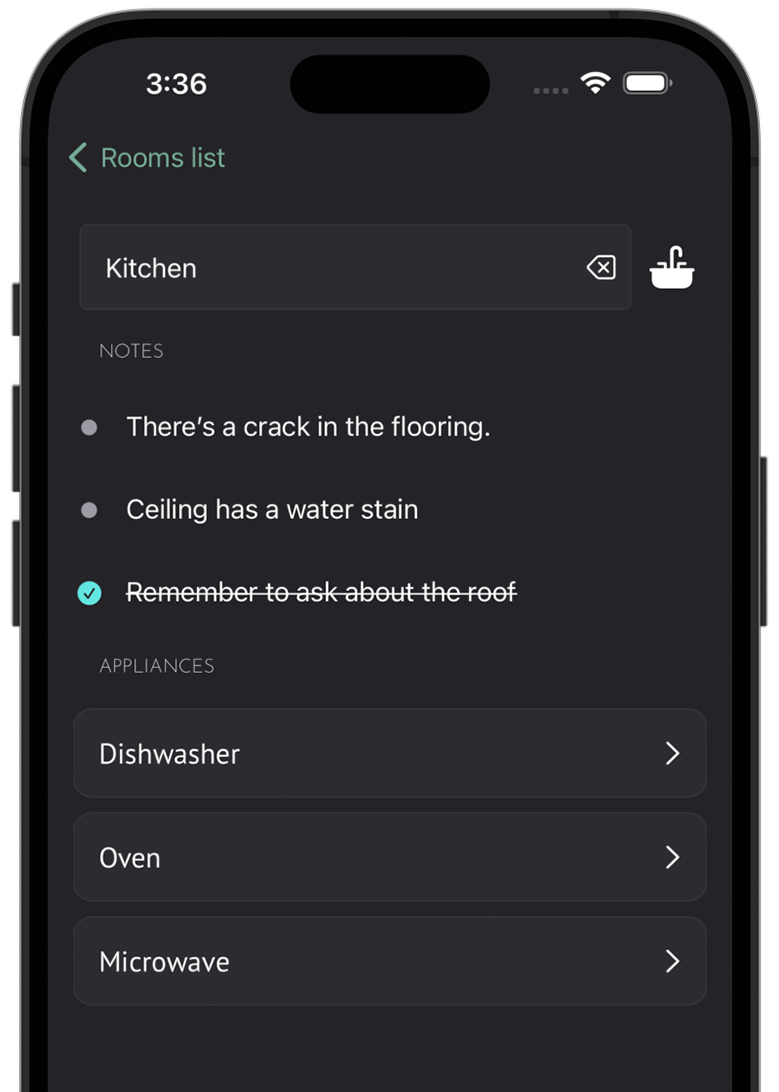 3:36
Rooms list
Kitchen
NOTES
There's a crack in the flooring.
Ceiling has a water stain
Remember to ask about the roof
APPLIANCES
Dishwasher
Oven
Microwave